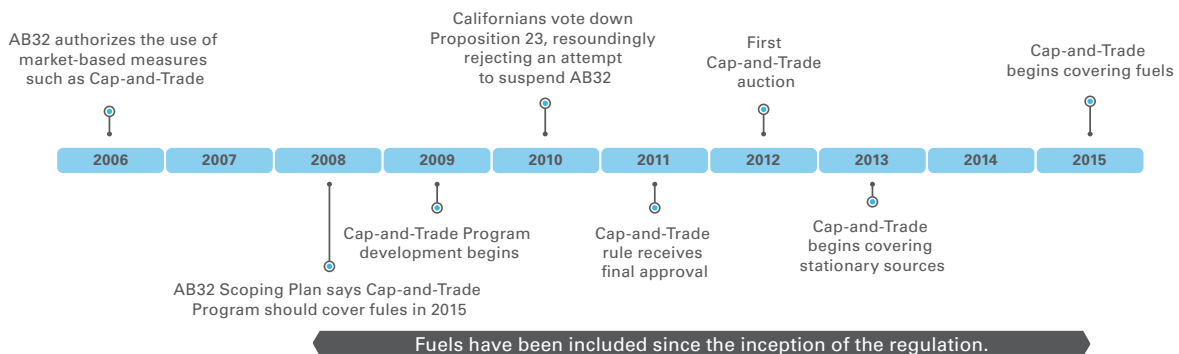 AB32 authorizes the use of
market-based measures
such as Cap-and-Trade
Californians vote down
Proposition 23, resoundingly
rejecting an attempt
to suspend AB32
First
Cap-and-Trade
auction
Cap-and-Trade
begins covering fuels
2006 2007 2008 2009 2010 2011 2012 2013 2014 2015
AB32 Scoping Plan says Cap-and-Trade
Program should cover fules in 2015
Cap-and-Trade Program
development begins
Cap-and-Trade
rule receives
final approval
Cap-and-Trade
begins covering
stationary sources
Fuels have been included since the inception of the regulation.